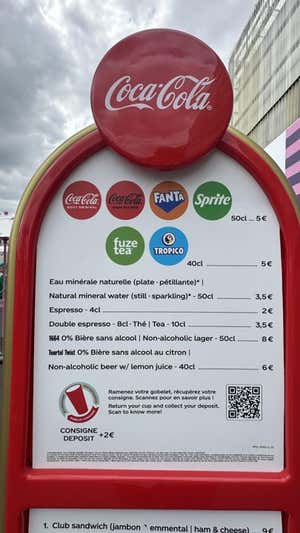 Coca-Cola
Coca-Cola
Coca-Cola
FANTA
Sprite
50cl ... 5 €
fuze tea
TROPICO
40cl ... 5 €
Eau minérale naturelle (plate - pétillante)* |
Natural mineral water (still - sparkling)* - 50cl ... 3,5 €
Espresso - 4cl ... 2 €
Double espresso - 8cl - Thé | Tea - 10cl ... 3,5 €
1664 0% Bière sans alcool | Non-alcoholic lager - 50cl ... 8 €
Tourtel Twist 0% Bière sans alcool au citron |
Non-alcoholic beer w/ lemon juice - 40cl ... 6 €
Ramenez votre gobelet, récupérez votre
consigne. Scannez pour en savoir plus !
Return your cup and collect your deposit.
Scan to know more!
CONSIGNE
DEPOSIT +2€
1. Club sandwich (jambon ` emmental | ham & cheese) ... 9 €